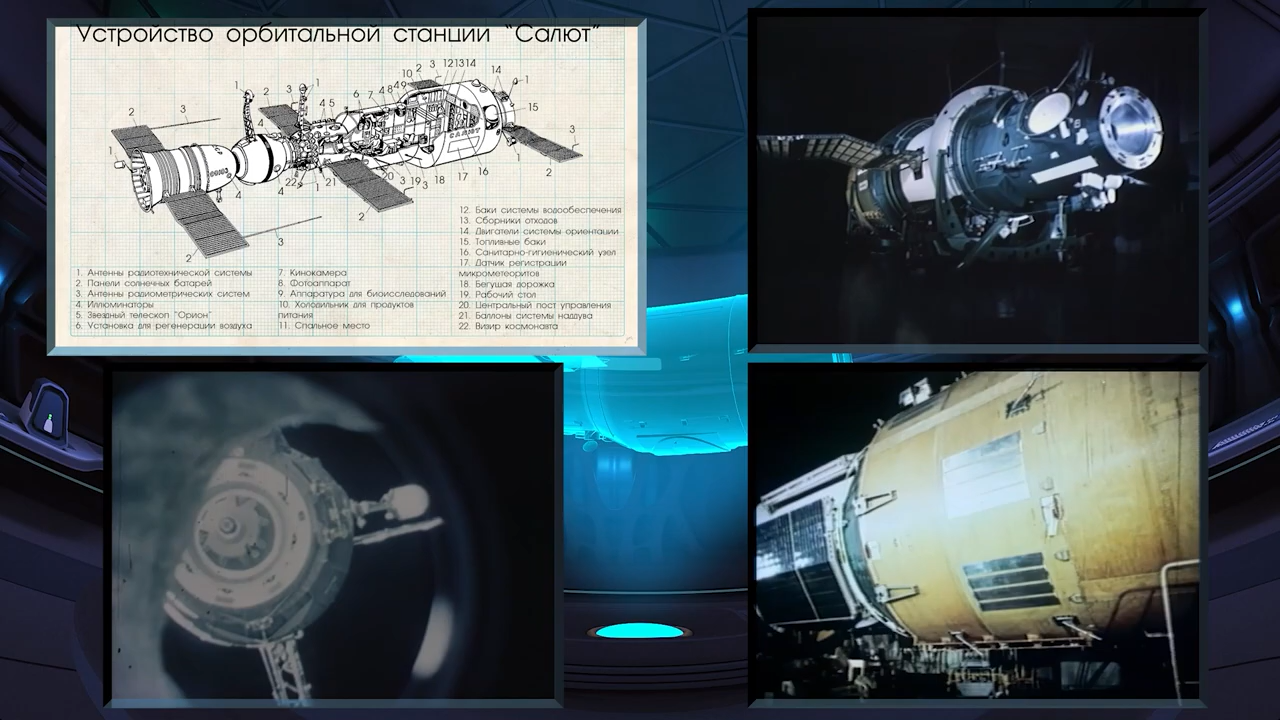 Устройство орбитальной станции "Салют"
1. Антенны радиотехнической системы
2. Панели солнечных батарей
3. Антенны радиометрических систем
4. Иллюминаторы
5. Звездный телескоп "Орион"
6. Установка для регенерации воздуха
7. Кинокамера
8. Фотоаппарат
9. Аппаратура для биоисследований
10. Холодильник для продуктов
питания
11. Спальное место
12. Баки системы водообеспечения
13. Сборники отходов
14. Двигатели системы ориентации
15. Топливные баки
16. Санитарно-гигиенический узел
17. Датчик регистрации
микрометеоритов
18. Бегущая дорожка
19. Рабочий стол
20. Центральный пост управления
21. Баллоны системы наддува
22. Визир космонавта
САЛЮТ